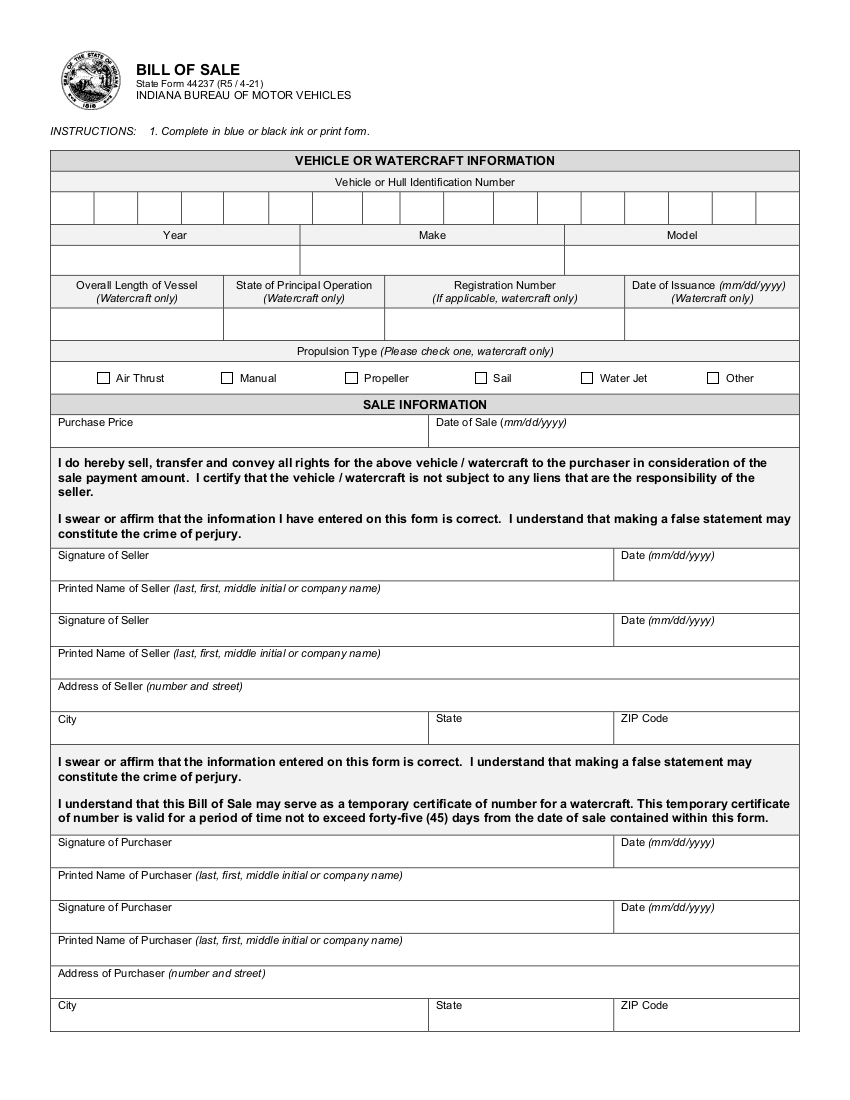 SEAL OF THE STATE OF INDIANA
1816
BILL OF SALE
State Form 44237 (R5 / 4-21)
INDIANA BUREAU OF MOTOR VEHICLES
INSTRUCTIONS: 1. Complete in blue or black ink or print form.
VEHICLE OR WATERCRAFT INFORMATION
Vehicle or Hull Identification Number
Year Make Model
Overall Length of Vessel State of Principal Operation Registration Number Date of Issuance (mm/dd/yyyy)
(Watercraft only) (Watercraft only) (If applicable, watercraft only) (Watercraft only)
Propulsion Type (Please check one, watercraft only)
Air Thrust Manual Propeller Sail Water Jet Other
SALE INFORMATION
Purchase Price Date of Sale (mm/dd/yyyy)
I do hereby sell, transfer and convey all rights for the above vehicle / watercraft to the purchaser in consideration of the
sale payment amount. I certify that the vehicle / watercraft is not subject to any liens that are the responsibility of the
seller.
I swear or affirm that the information I have entered on this form is correct. I understand that making a false statement may
constitute the crime of perjury.
Signature of Seller Date (mm/dd/yyyy)
Printed Name of Seller (last, first, middle initial or company name)
Signature of Seller Date (mm/dd/yyyy)
Printed Name of Seller (last, first, middle initial or company name)
Address of Seller (number and street)
City State ZIP Code
I swear or affirm that the information entered on this form is correct. I understand that making a false statement may
constitute the crime of perjury.
I understand that this Bill of Sale may serve as a temporary certificate of number for a watercraft. This temporary certificate
of number is valid for a period of time not to exceed forty-five (45) days from the date of sale contained within this form.
Signature of Purchaser Date (mm/dd/yyyy)
Printed Name of Purchaser (last, first, middle initial or company name)
Signature of Purchaser Date (mm/dd/yyyy)
Printed Name of Purchaser (last, first, middle initial or company name)
Address of Purchaser (number and street)
City State ZIP Code